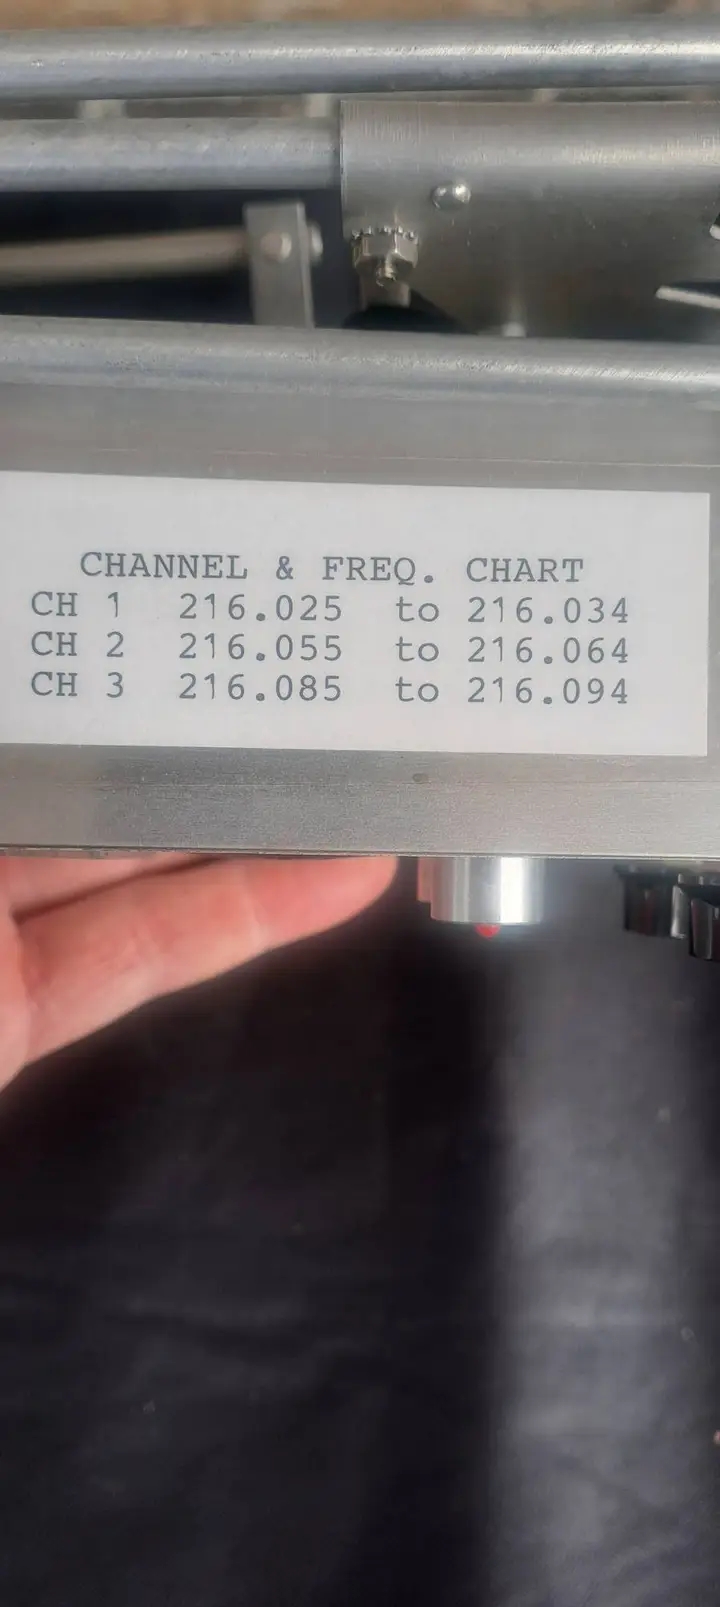 CHANNEL & FREQ. CHART
CH 1 216.025 to 216.034
CH 2 216.055 to 216.064
CH 3 216.085 to 216.094